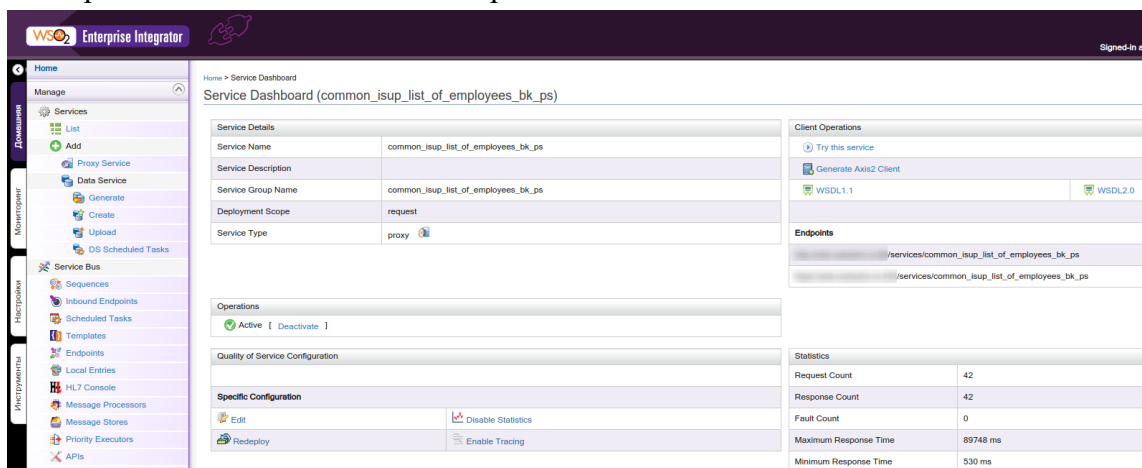 WSO2 Enterprise Integrator
Signed-in a
Домешняя
Мониторинг
Настройки
Инструменты
Home
Manage
Services
List
Add
Proxy Service
Data Service
Generate
Create
Upload
DS Scheduled Tasks
Service Bus
Sequences
Inbound Endpoints
Scheduled Tasks
Templates
Endpoints
Local Entries
HL7 Console
Message Processors
Message Stores
Priority Executors
APIs
Home > Service Dashboard
Service Dashboard (common_isup_list_of_employees_bk_ps)
Service Details
Service Name common_isup_list_of_employees_bk_ps
Service Description
Service Group Name common_isup_list_of_employees_bk_ps
Deployment Scope request
Service Type proxy
Client Operations
Try this service
Generate Axis2 Client
WSDL1.1 WSDL2.0
Endpoints
/services/common_isup_list_of_employees_bk_ps
/services/common_isup_list_of_employees_bk_ps
Operations
Active [ Deactivate ]
Quality of Service Configuration
Specific Configuration
Edit Disable Statistics
Redeploy Enable Tracing
Statistics
Request Count 42
Response Count 42
Fault Count 0
Maximum Response Time 89748 ms
Minimum Response Time 530 ms